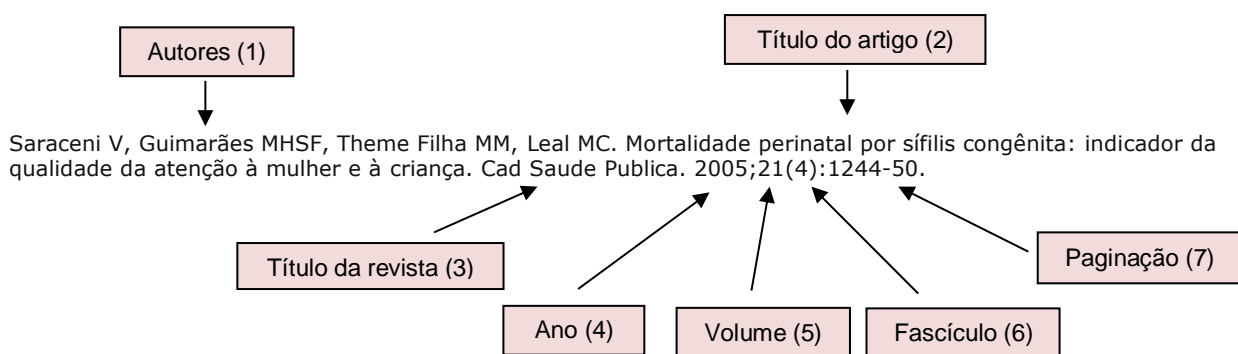 Autores (1)
Título do artigo (2)
Saraceni V, Guimarães MHSF, Theme Filha MM, Leal MC. Mortalidade perinatal por sífilis congênita: indicador da
qualidade da atenção à mulher e à criança. Cad Saude Publica. 2005;21(4):1244-50.
Título da revista (3)
Paginação (7)
Ano (4)
Volume (5)
Fascículo (6)